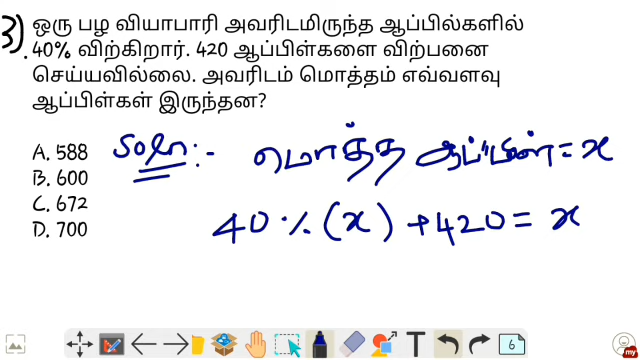 3). ஒரு பழ வியாபாரி அவரிடமிருந்த ஆப்பில்களில்
40% விற்கிறார். 420 ஆப்பிள்களை விற்பனை
செய்யவில்லை. அவரிடம் மொத்தம் எவ்வளவு
ஆப்பிள்கள் இருந்தன?
A. 588
B. 600
C. 672
D. 700
Soln:- மொத்த ஆப்பிள் = x
40 % (x) + 420 = x
T
6
my